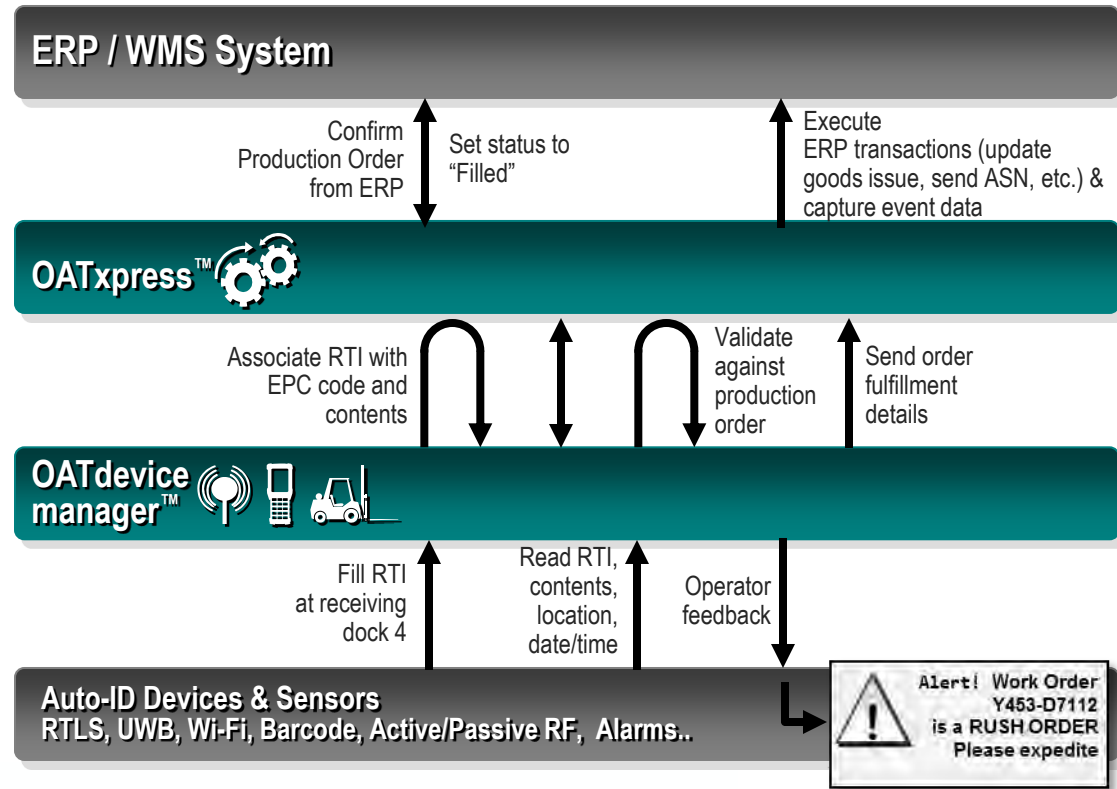 ERP / WMS System
Confirm
Production Order
from ERP
Set status to
“Filled”
Execute
ERP transactions (update
goods issue, send ASN, etc.) &
capture event data
OATxpress™
Associate RTI with
EPC code and
contents
Validate
against
production
order
Send order
fulfillment
details
OATdevice
manager™
Fill RTI
at receiving
dock 4
Read RTI,
contents,
location,
date/time
Operator
feedback
Auto-ID Devices & Sensors
RTLS, UWB, Wi-Fi, Barcode, Active/Passive RF, Alarms..
Alert! Work Order
Y453-D7112
is a RUSH ORDER
Please expedite